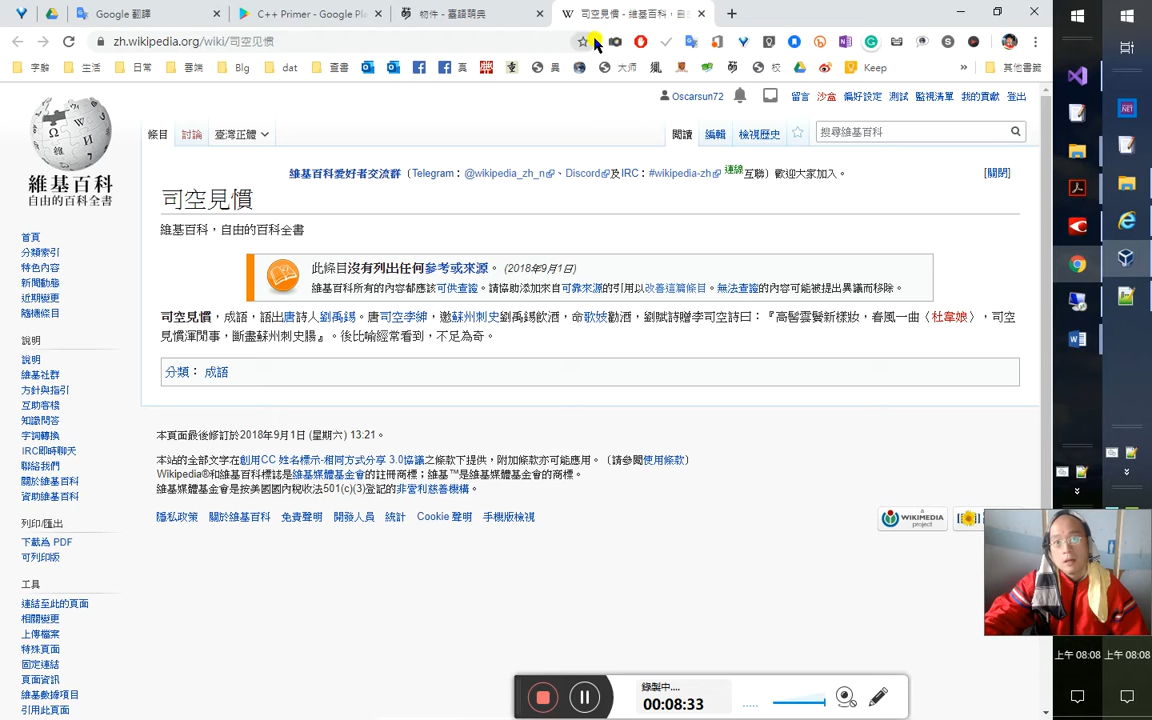 Google 翻譯
C++ Primer - Google Pl
物件 - 臺語萌典
司空見慣 - 維基百科，自
zh.wikipedia.org/wiki/司空见惯
字辭
生活
日常
雲端
Blg
dat
查書
真
大师
校
Keep
其他書籤
Oscarsun72
留言
沙盒
偏好設定
測試
監視清單
我的貢獻
登出
維基百科
自由的百科全書
條目
討論
臺灣正體
閱讀
編輯
檢視歷史
搜尋維基百科
維基百科愛好者交流群（Telegram：@wikipedia_zh_n、Discord及IRC：#wikipedia-zh 連線互聯）歡迎大家加入。
[關閉]
司空見慣
維基百科，自由的百科全書
此條目沒有列出任何參考或來源。 (2018年9月1日)
維基百科所有的內容都應該可供查證。請協助添加來自可靠來源的引用以改善這篇條目。無法查證的內容可能被提出異議而移除。
司空見慣，成語，語出唐詩人劉禹錫。唐司空李紳，邀蘇州刺史劉禹錫飲酒，命歌妓勸酒，劉賦詩贈李司空詩曰：『高髻雲鬟新樣妝，春風一曲〈杜韋娘〉，司空
見慣渾閒事，斷盡蘇州刺史腸』。後比喻經常看到，不足為奇。
分類： 成語
本頁面最後修訂於2018年9月1日 (星期六) 13:21。
本站的全部文字在創用CC 姓名標示-相同方式分享 3.0協議之條款下提供，附加條款亦可能應用。（請參閱使用條款）
Wikipedia®和維基百科標誌是維基媒體基金會的註冊商標；維基™是維基媒體基金會的商標。
維基媒體基金會是按美國國內稅收法501(c)(3)登記的非營利慈善機構。
隱私政策
關於維基百科
免責聲明
開發人員
統計
Cookie 聲明
手機版檢視
a
WIKIMEDIA
project
首頁
分類索引
特色內容
新聞動態
近期變更
隨機條目
說明
說明
維基社群
方針與指引
互助客棧
知識問答
字詞轉換
IRC即時聊天
聯絡我們
關於維基百科
資助維基百科
列印/匯出
下載為 PDF
可列印版
工具
連結至此的頁面
相關變更
上傳檔案
特殊頁面
固定連結
頁面資訊
維基數據項目
引用此頁面
錄製中....
00:08:33
上午 08:08
上午 08:08